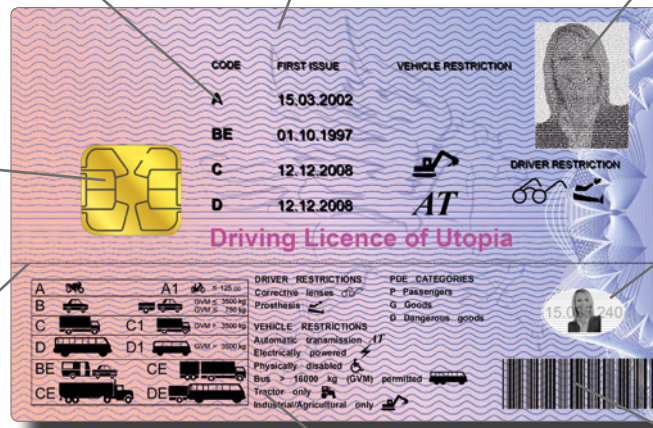 CODE FIRST ISSUE VEHICLE RESTRICTION
A 15.03.2002
BE 01.10.1997
C 12.12.2008
DRIVER RESTRICTION
D 12.12.2008 AT
Driving Licence of Utopia
A A1 ≤ 125 cc
B GVM ≤ 3500 kg
GVM ≤ 750 kg
C C1 GVM > 3500 kg
D D1 GVM > 3500 kg
BE CE
CE DE
DRIVER RESTRICTIONS
Corrective lenses
Prosthesis
VEHICLE RESTRICTIONS
Automatic transmission AT
Electrically powered
Physically disabled
Bus > 16000 kg (GVM) permitted
Tractor only
Industrial/Agricultural only
PDE CATEGORIES
P Passengers
G Goods
D Dangerous goods